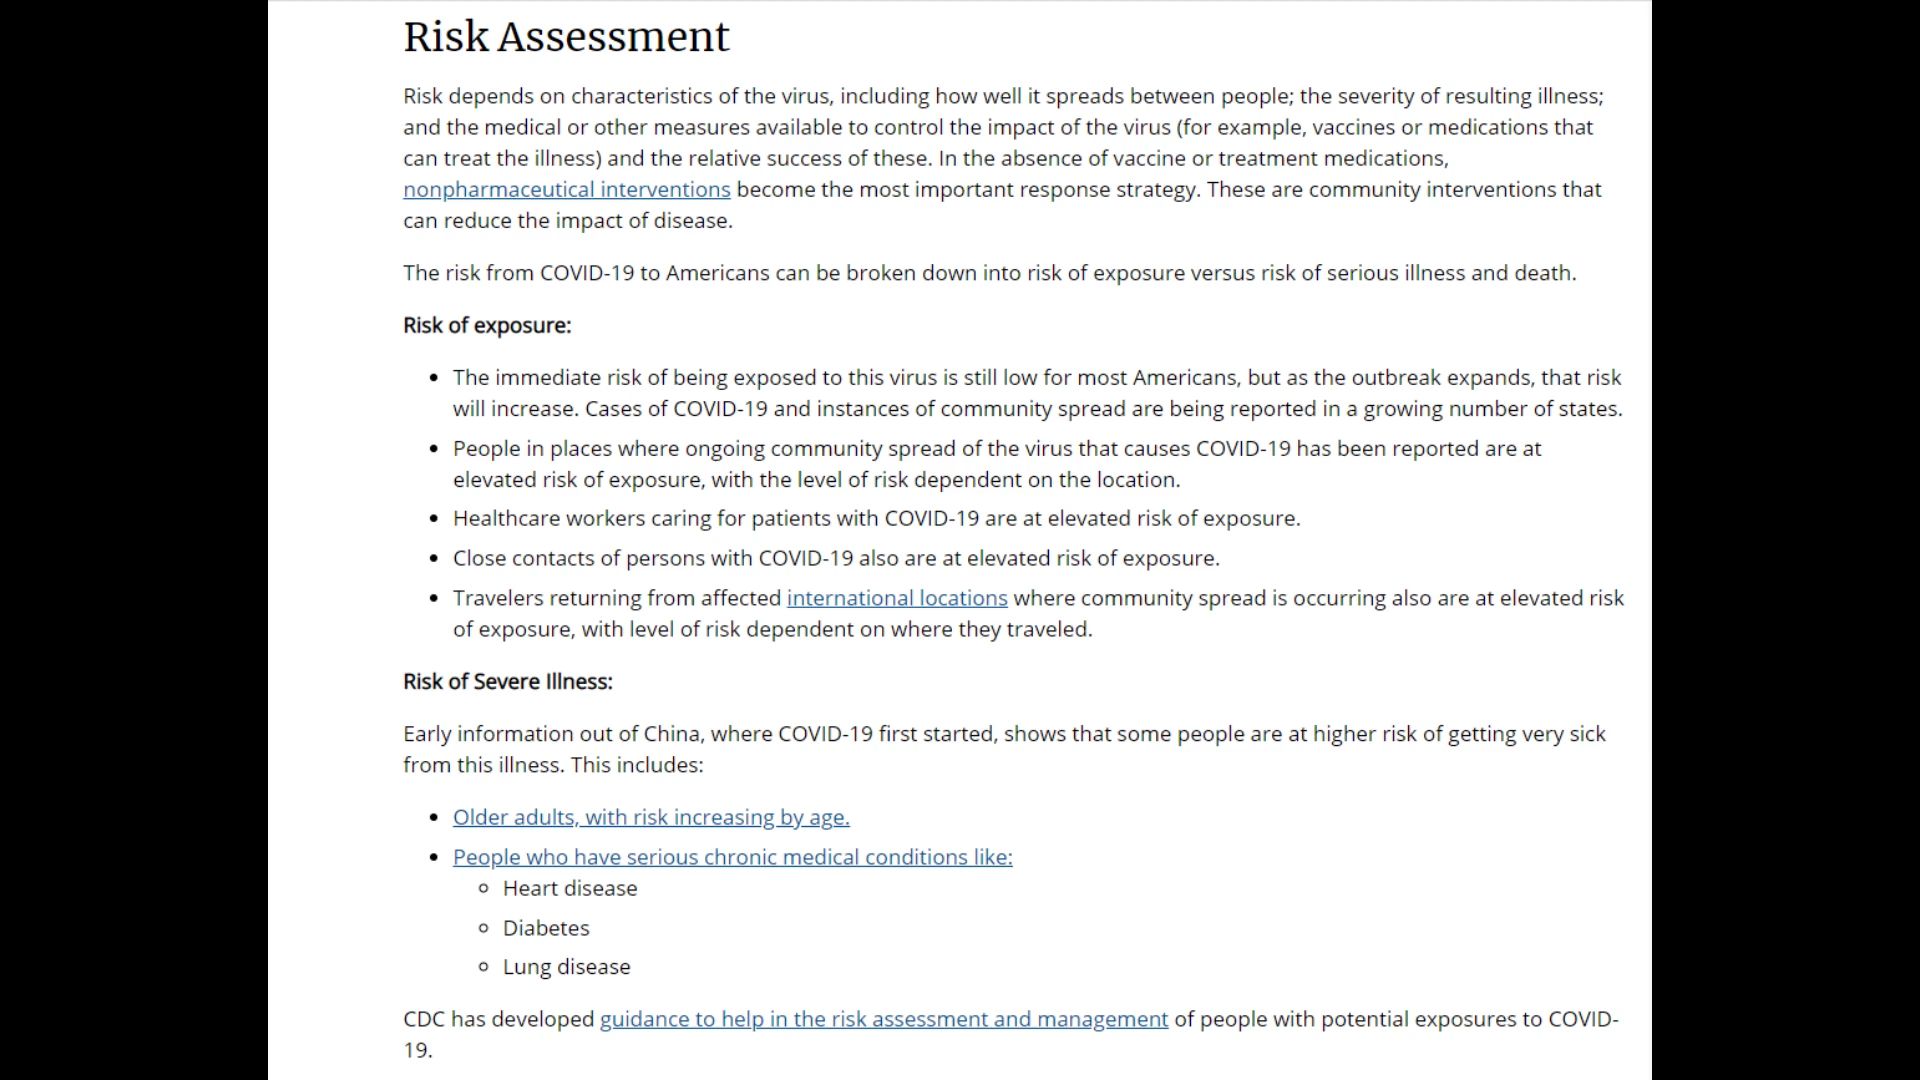 Risk Assessment
Risk depends on characteristics of the virus, including how well it spreads between people; the severity of resulting illness;
and the medical or other measures available to control the impact of the virus (for example, vaccines or medications that
can treat the illness) and the relative success of these. In the absence of vaccine or treatment medications,
nonpharmaceutical interventions become the most important response strategy. These are community interventions that
can reduce the impact of disease.
The risk from COVID-19 to Americans can be broken down into risk of exposure versus risk of serious illness and death.
Risk of exposure:
• The immediate risk of being exposed to this virus is still low for most Americans, but as the outbreak expands, that risk
will increase. Cases of COVID-19 and instances of community spread are being reported in a growing number of states.
• People in places where ongoing community spread of the virus that causes COVID-19 has been reported are at
elevated risk of exposure, with the level of risk dependent on the location.
• Healthcare workers caring for patients with COVID-19 are at elevated risk of exposure.
• Close contacts of persons with COVID-19 also are at elevated risk of exposure.
• Travelers returning from affected international locations where community spread is occurring also are at elevated risk
of exposure, with level of risk dependent on where they traveled.
Risk of Severe Illness:
Early information out of China, where COVID-19 first started, shows that some people are at higher risk of getting very sick
from this illness. This includes:
• Older adults, with risk increasing by age.
• People who have serious chronic medical conditions like:
○ Heart disease
○ Diabetes
○ Lung disease
CDC has developed guidance to help in the risk assessment and management of people with potential exposures to COVID-
19.